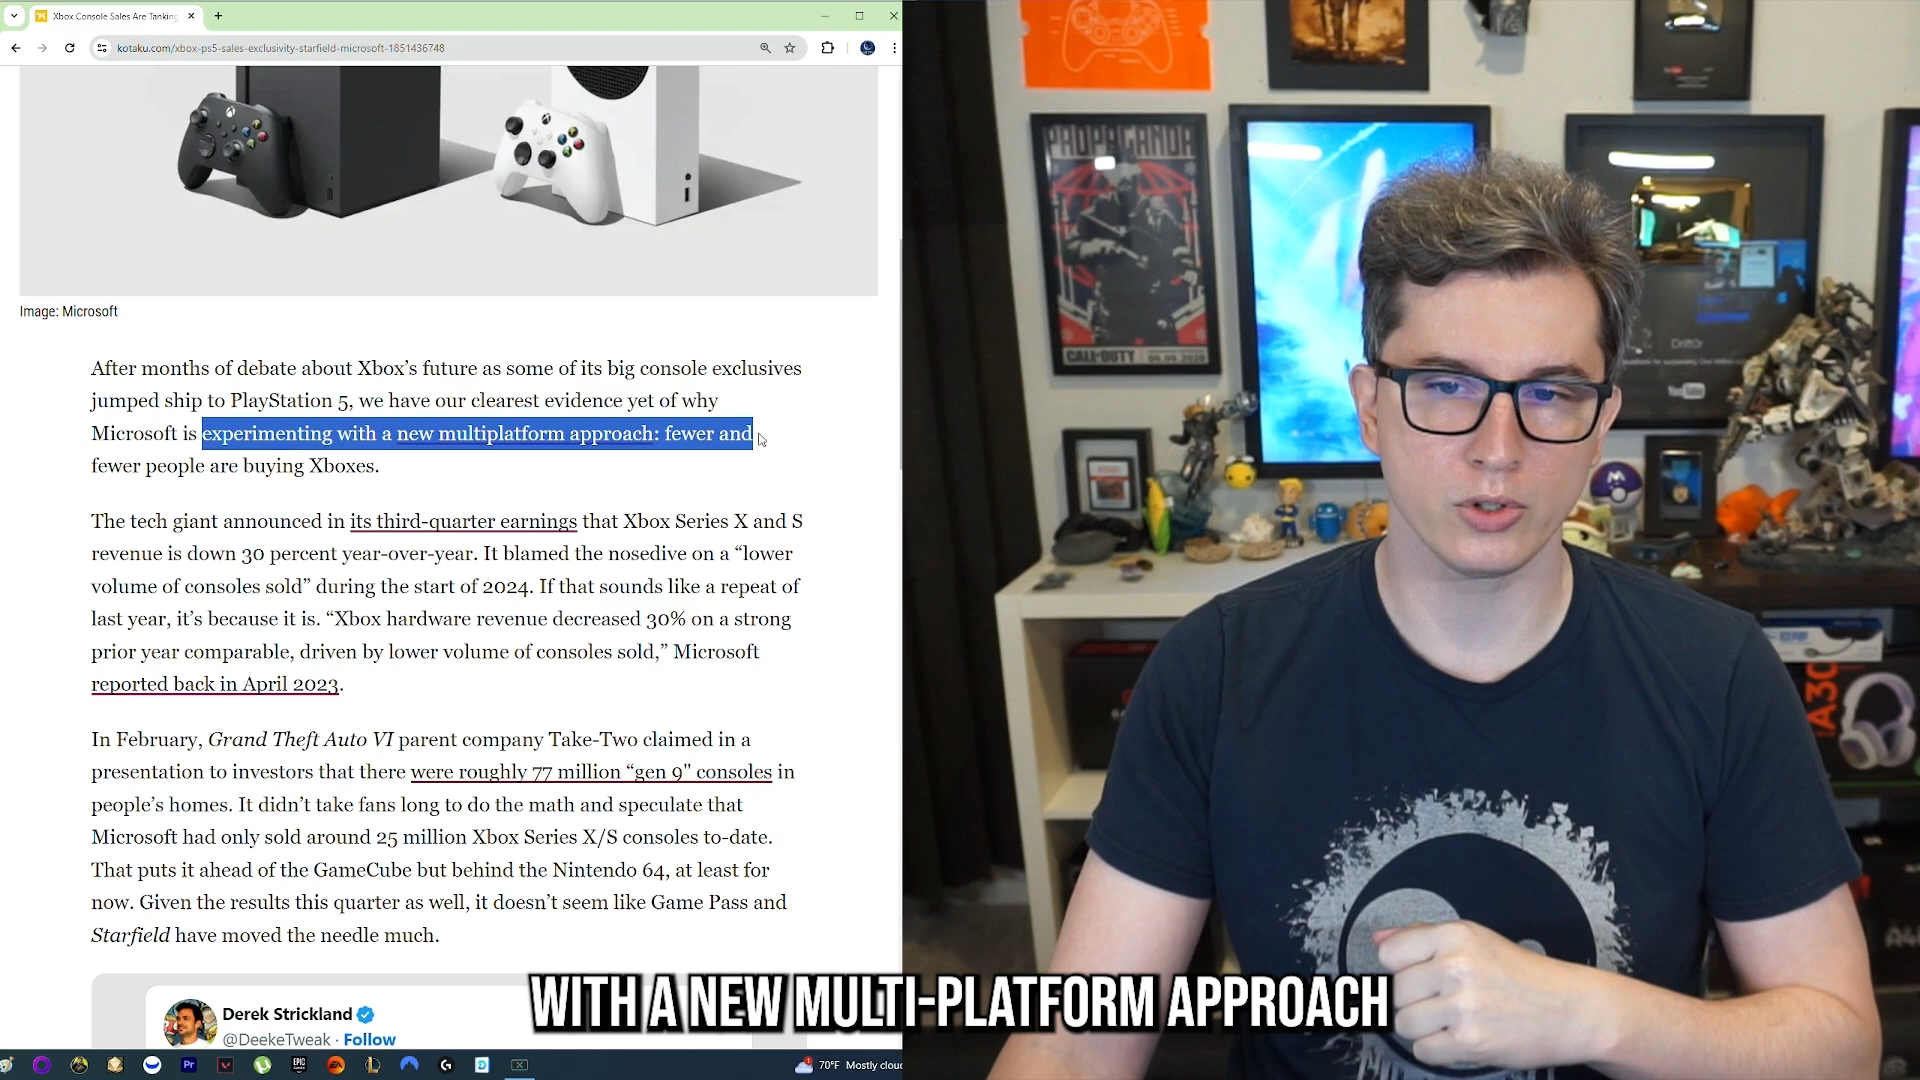 Xbox Console Sales Are Tanking
kotaku.com/xbox-ps5-sales-exclusivity-starfield-microsoft-1851436748
Image: Microsoft
After months of debate about Xbox’s future as some of its big console exclusives
jumped ship to PlayStation 5, we have our clearest evidence yet of why
Microsoft is experimenting with a new multiplatform approach: fewer and
fewer people are buying Xboxes.
The tech giant announced in its third-quarter earnings that Xbox Series X and S
revenue is down 30 percent year-over-year. It blamed the nosedive on a “lower
volume of consoles sold” during the start of 2024. If that sounds like a repeat of
last year, it’s because it is. “Xbox hardware revenue decreased 30% on a strong
prior year comparable, driven by lower volume of consoles sold,” Microsoft
reported back in April 2023.
In February, Grand Theft Auto VI parent company Take-Two claimed in a
presentation to investors that there were roughly 77 million “gen 9" consoles in
people’s homes. It didn’t take fans long to do the math and speculate that
Microsoft had only sold around 25 million Xbox Series X/S consoles to-date.
That puts it ahead of the GameCube but behind the Nintendo 64, at least for
now. Given the results this quarter as well, it doesn’t seem like Game Pass and
Starfield have moved the needle much.
Derek Strickland
@DeekeTweak · Follow
70°F Mostly cloud
PROPAGANDA
CALL OF DUTY
Drift0r
YouTube
A30
WITH A NEW MULTI-PLATFORM APPROACH